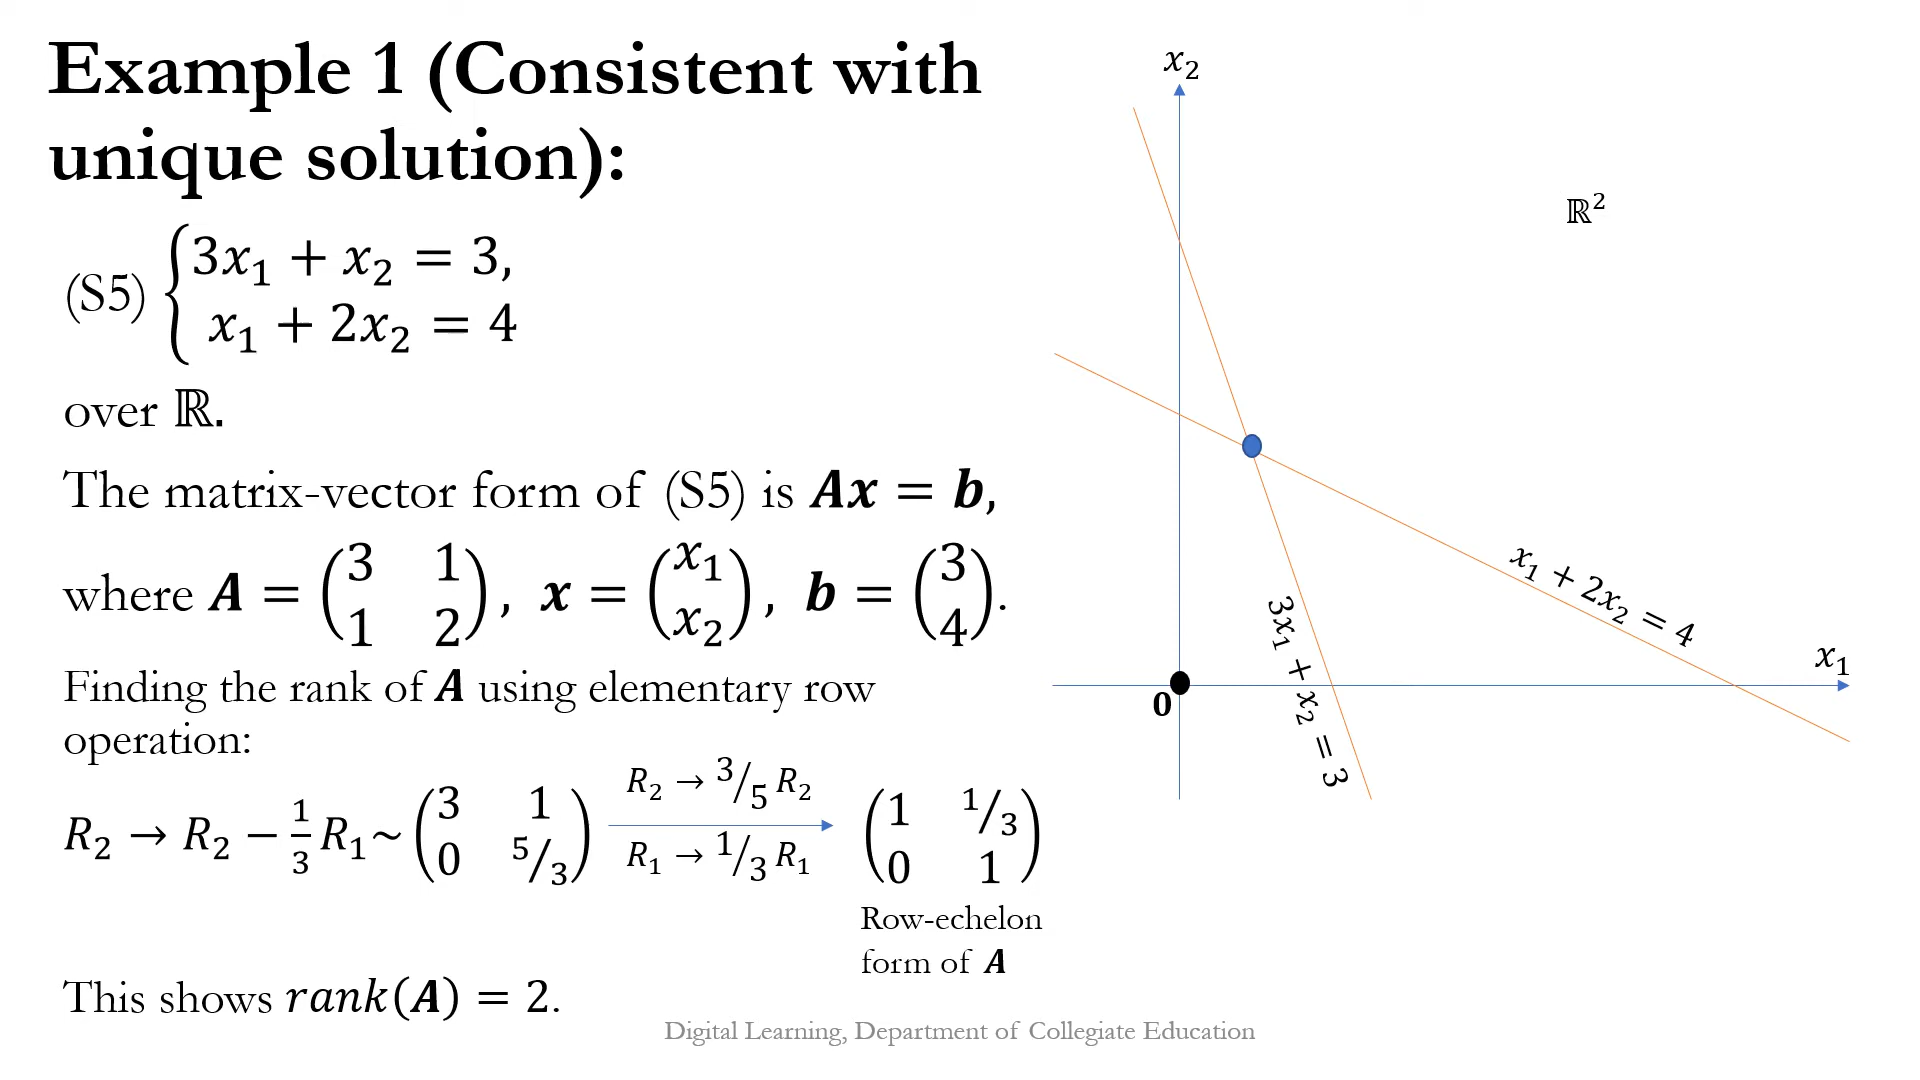 Example 1 (Consistent with
unique solution):
(S5) {3x₁ + x₂ = 3,
x₁ + 2x₂ = 4
over ℝ.
The matrix-vector form of (S5) is Ax = b,
where A = (3 1
1 2), x = (x₁
x₂), b = (3
4).
Finding the rank of A using elementary row
operation:
R₂ → R₂ − 1/3 R₁~ (3 1
0 5/3)
R₂ → 3/5 R₂
R₁ → 1/3 R₁
(1 1/3
0 1)
Row-echelon
form of A
This shows rank(A) = 2.
x₂
ℝ²
x₁ + 2x₂ = 4
3x₁ + x₂ = 3
x₁
0
Digital Learning, Department of Collegiate Education